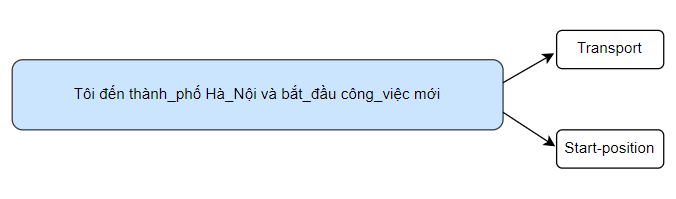 Transport
Tôi đến thành_phố Hà_Nội và bắt_đầu công_việc mới
Start-position